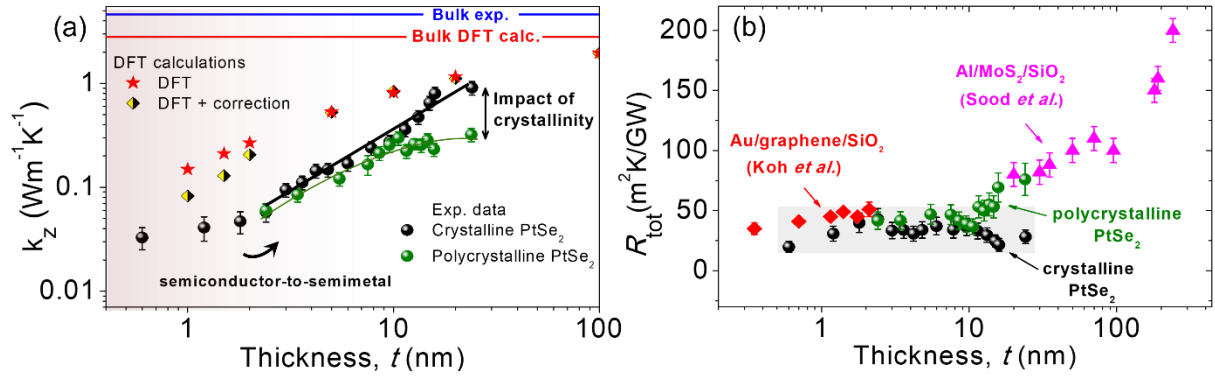 (a)
Bulk exp.
Bulk DFT calc.
DFT calculations
DFT
DFT + correction
Impact of
crystallinity
Exp. data
Crystalline PtSe₂
Polycrystalline PtSe₂
semiconductor-to-semimetal
1
0.1
0.01
k_z (Wm⁻¹K⁻¹)
1
10
100
Thickness, t (nm)
(b)
Al/MoS₂/SiO₂
(Sood et al.)
Au/graphene/SiO₂
(Koh et al.)
polycrystalline
PtSe₂
crystalline
PtSe₂
200
150
100
50
0
R_tot(m²K/GW)
1
10
100
Thickness, t (nm)